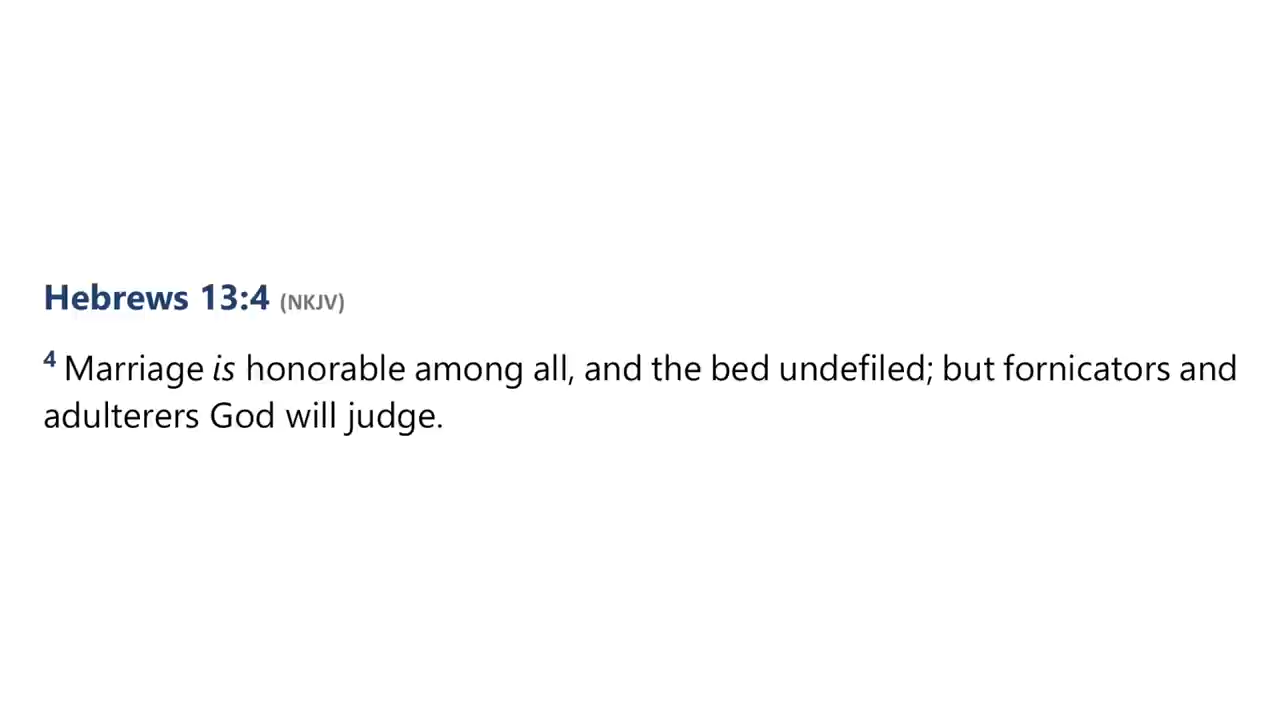 Hebrews 13:4 (NKJV)
4 Marriage is honorable among all, and the bed undefiled; but fornicators and
adulterers God will judge.